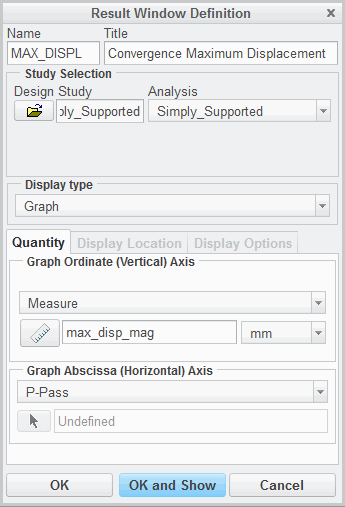 Result Window Definition
Name Title
MAX_DISPL Convergence Maximum Displacement
Study Selection
Design Study Analysis
ly_Supported Simply_Supported
Display type
Graph
Quantity Display Location Display Options
Graph Ordinate (Vertical) Axis
Measure
max_disp_mag mm
Graph Abscissa (Horizontal) Axis
P-Pass
Undefined
OK OK and Show Cancel